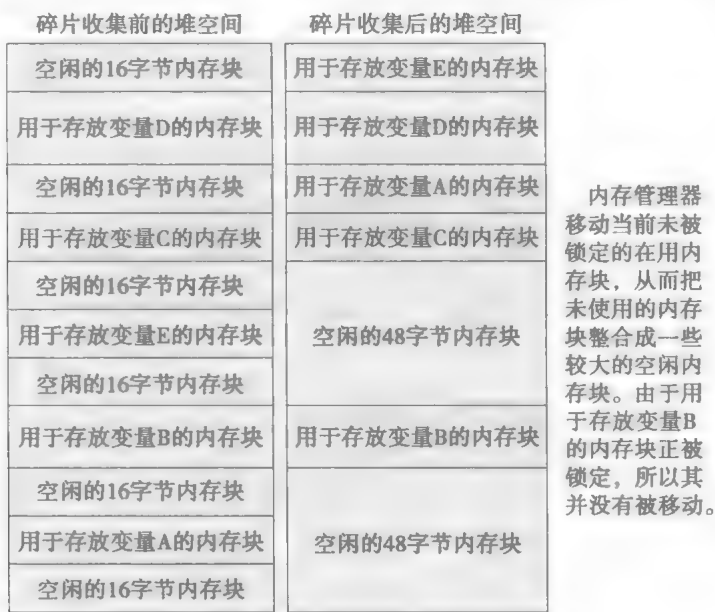 碎片收集前的堆空间
空闲的16字节内存块
用于存放变量D的内存块
空闲的16字节内存块
用于存放变量C的内存块
空闲的16字节内存块
用于存放变量E的内存块
空闲的16字节内存块
用于存放变量B的内存块
空闲的16字节内存块
用于存放变量A的内存块
空闲的16字节内存块
碎片收集后的堆空间
用于存放变量E的内存块
用于存放变量D的内存块
用于存放变量A的内存块
用于存放变量C的内存块
空闲的48字节内存块
用于存放变量B的内存块
空闲的48字节内存块
内存管理器
移动当前未被
锁定的在用内
存块，从而把
未使用的内存
块整合成一些
较大的空闲内
存块。由于用
于存放变量B
的内存块正被
锁定，所以其
并没有被移动。